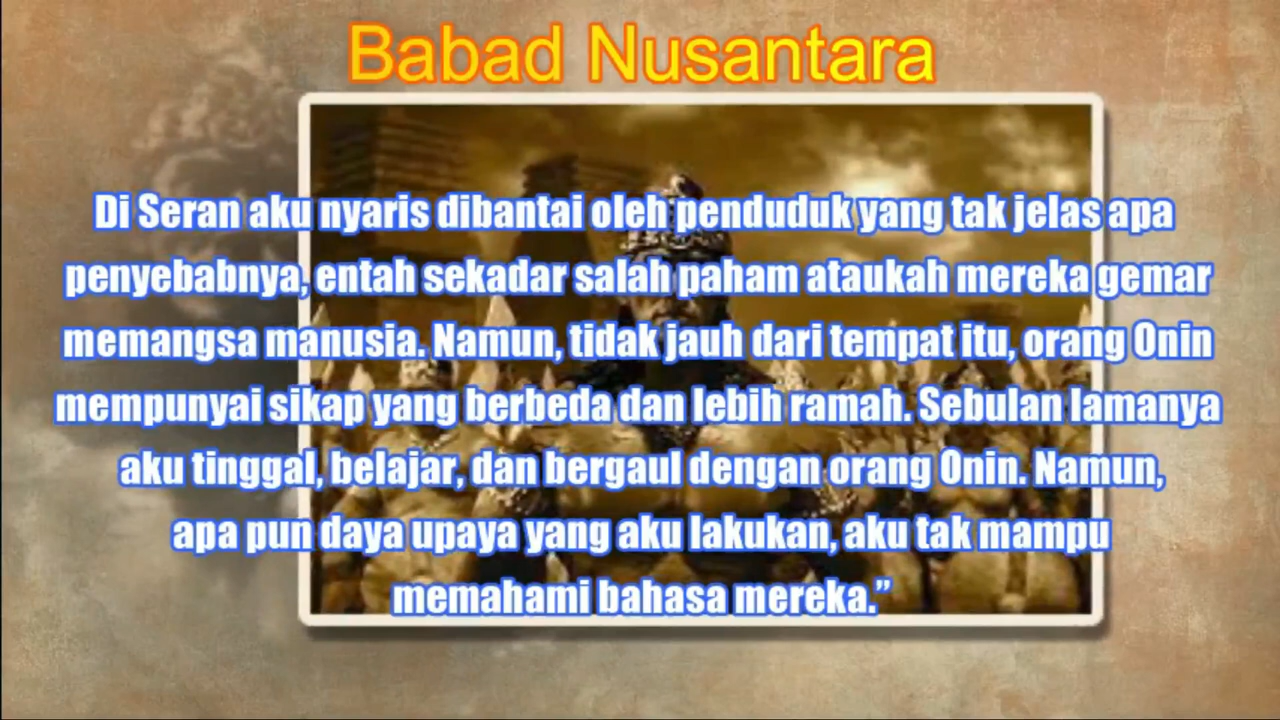 Babad Nusantara
Di Seran aku nyaris dibantai oleh penduduk yang tak jelas apa
penyebabnya, entah sekadar salah paham ataukah mereka gemar
memangsa manusia. Namun, tidak jauh dari tempat itu, orang Onin
mempunyai sikap yang berbeda dan lebih ramah. Sebulan lamanya
aku tinggal, belajar, dan bergaul dengan orang Onin. Namun,
apa pun daya upaya yang aku lakukan, aku tak mampu
memahami bahasa mereka.”